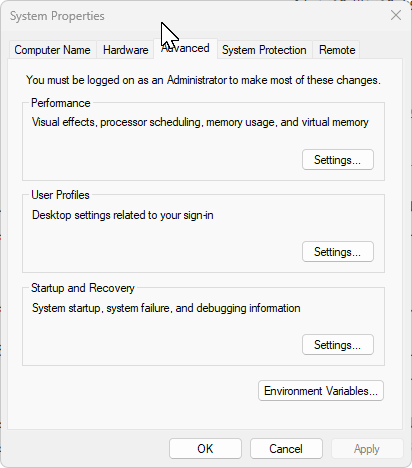 System Properties
Computer Name Hardware Advanced System Protection Remote
You must be logged on as an Administrator to make most of these changes.
Performance
Visual effects, processor scheduling, memory usage, and virtual memory
Settings...
User Profiles
Desktop settings related to your sign-in
Settings...
Startup and Recovery
System startup, system failure, and debugging information
Settings...
Environment Variables...
OK Cancel Apply